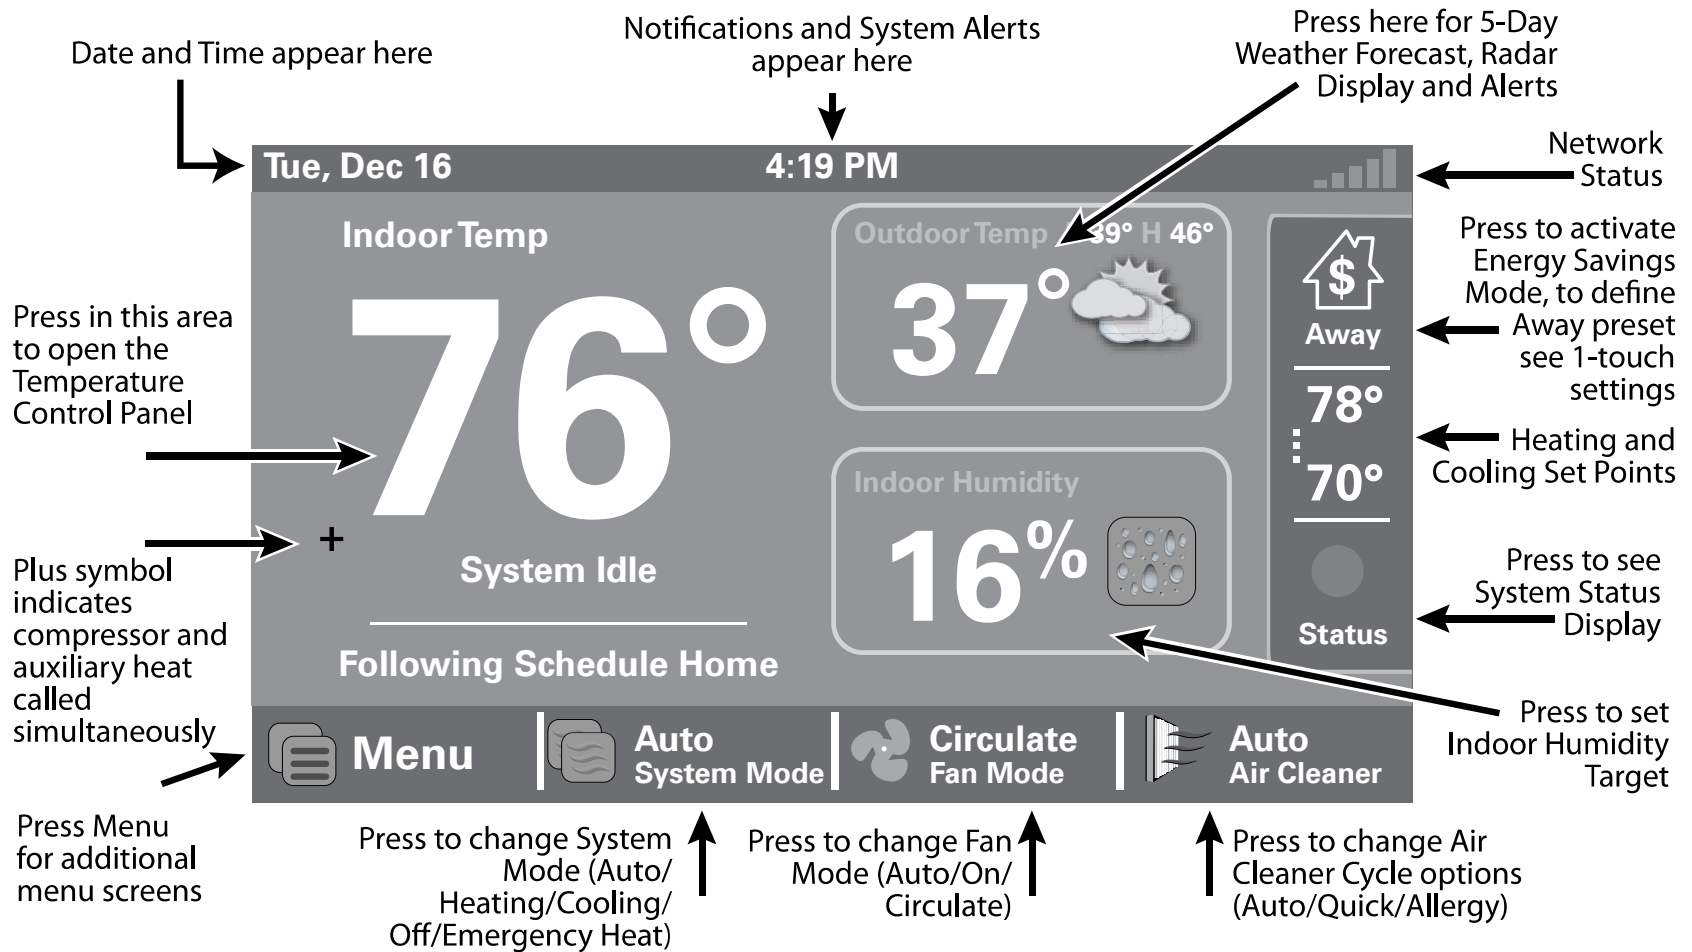 Date and Time appear here
Notifications and System Alerts
appear here
Press here for 5-Day
Weather Forecast, Radar
Display and Alerts
Tue, Dec 16
4:19 PM
Network
Status
Indoor Temp
76°
Outdoor Temp 39° H 46°
37°
Press to activate
Energy Savings
Mode, to define
Away preset
see 1-touch
settings
$
Away
78°
70°
Heating and
Cooling Set Points
Press in this area
to open the
Temperature
Control Panel
+
System Idle
Following Schedule Home
Indoor Humidity
16%
Status
Press to see
System Status
Display
Plus symbol
indicates
compressor and
auxiliary heat
called
simultaneously
Press to set
Indoor Humidity
Target
Menu
Auto
System Mode
Circulate
Fan Mode
Auto
Air Cleaner
Press Menu
for additional
menu screens
Press to change System
Mode (Auto/
Heating/Cooling/
Off/Emergency Heat)
Press to change Fan
Mode (Auto/On/
Circulate)
Press to change Air
Cleaner Cycle options
(Auto/Quick/Allergy)